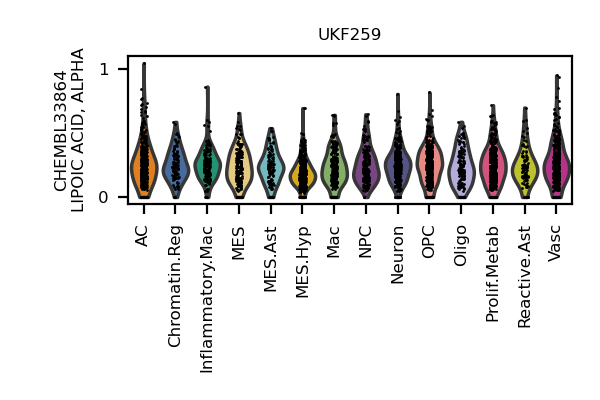 UKF259
CHEMBL33864
LIPOIC ACID, ALPHA
1
0
AC
Chromatin.Reg
Inflammatory.Mac
MES
MES.Ast
MES.Hyp
Mac
NPC
Neuron
OPC
Oligo
Prolif.Metab
Reactive.Ast
Vasc